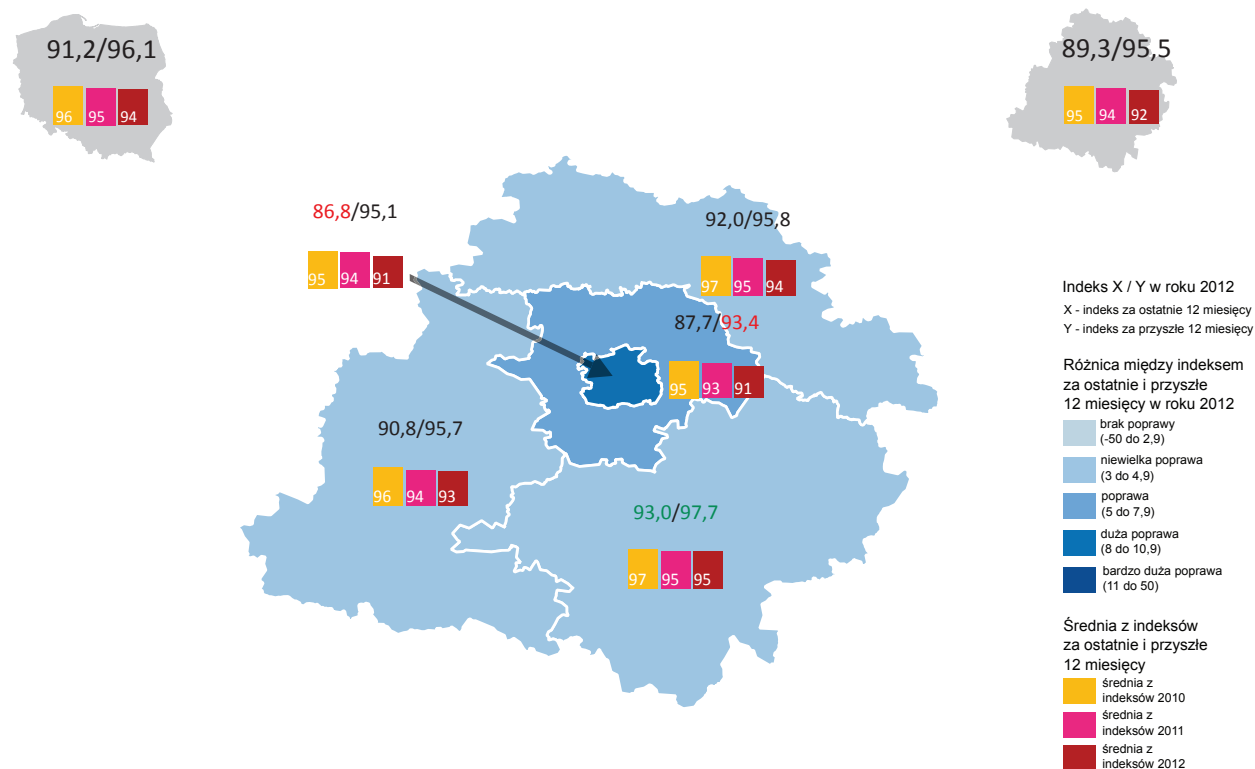 91,2/96,1
96 95 94
89,3/95,5
95 94 92
86,8/95,1
95 94 91
92,0/95,8
97 95 94
87,7/93,4
95 93 91
90,8/95,7
96 94 93
93,0/97,7
97 95 95
Indeks X / Y w roku 2012
X - indeks za ostatnie 12 miesięcy
Y - indeks za przyszłe 12 miesięcy
Różnica między indeksem
za ostatnie i przyszłe
12 miesięcy w roku 2012
brak poprawy
(-50 do 2,9)
niewielka poprawa
(3 do 4,9)
poprawa
(5 do 7,9)
duża poprawa
(8 do 10,9)
bardzo duża poprawa
(11 do 50)
Średnia z indeksów
za ostatnie i przyszłe
12 miesięcy
średnia z
indeksów 2010
średnia z
indeksów 2011
średnia z
indeksów 2012